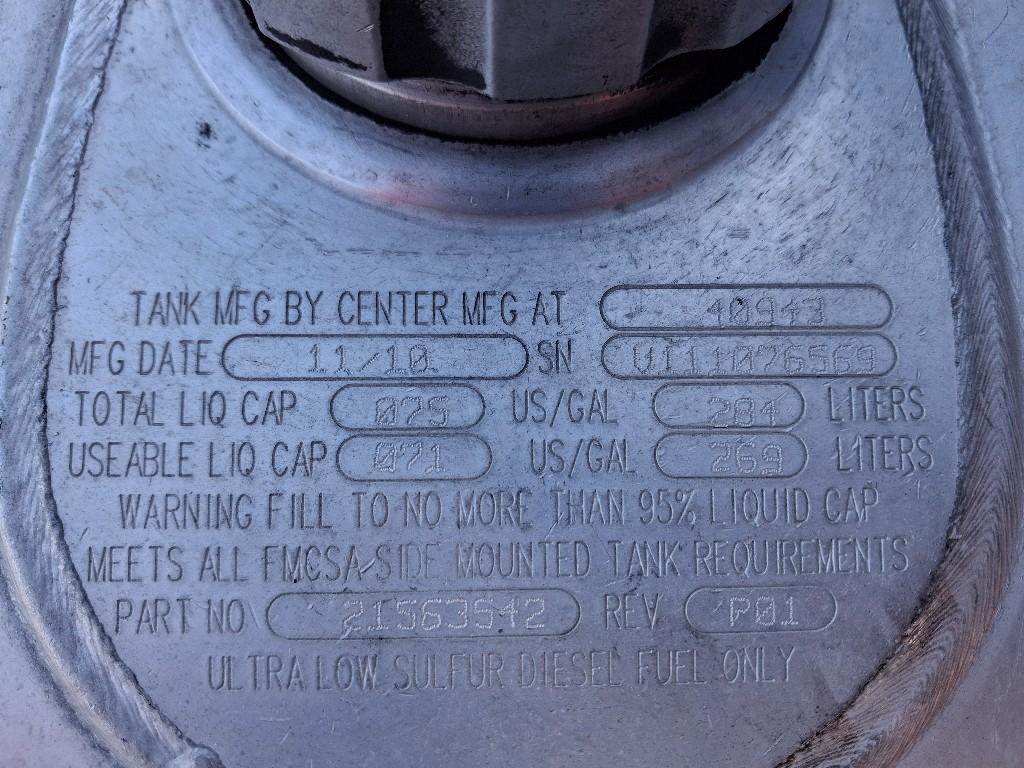 TANK MFG BY CENTER MFG AT 40943
MFG DATE 11/10 SN V111076569
TOTAL LIQ CAP 075 US/GAL 284 LITERS
USEABLE LIQ CAP 071 US/GAL 269 LITERS
WARNING FILL TO NO MORE THAN 95% LIQUID CAP
MEETS ALL FMCSA-SIDE MOUNTED TANK REQUIREMENTS
PART NO 21563542 REV P01
ULTRA LOW SULFUR DIESEL FUEL ONLY